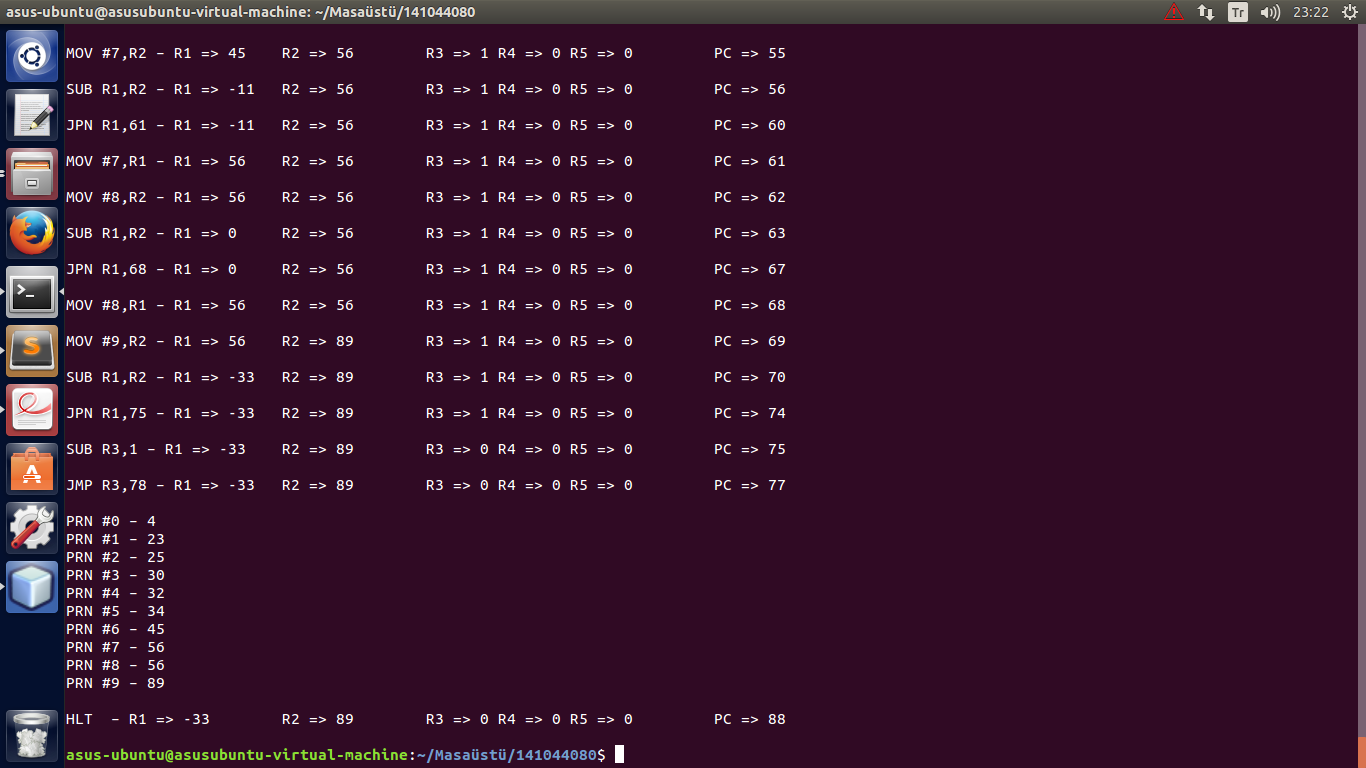 asus-ubuntu@asusubuntu-virtual-machine: ~/Masaüstü/141044080 Tr 23:22
MOV #7,R2 – R1 => 45 R2 => 56 R3 => 1 R4 => 0 R5 => 0 PC => 55
SUB R1,R2 – R1 => -11 R2 => 56 R3 => 1 R4 => 0 R5 => 0 PC => 56
JPN R1,61 – R1 => -11 R2 => 56 R3 => 1 R4 => 0 R5 => 0 PC => 60
MOV #7,R1 – R1 => 56 R2 => 56 R3 => 1 R4 => 0 R5 => 0 PC => 61
MOV #8,R2 – R1 => 56 R2 => 56 R3 => 1 R4 => 0 R5 => 0 PC => 62
SUB R1,R2 – R1 => 0 R2 => 56 R3 => 1 R4 => 0 R5 => 0 PC => 63
JPN R1,68 – R1 => 0 R2 => 56 R3 => 1 R4 => 0 R5 => 0 PC => 67
MOV #8,R1 – R1 => 56 R2 => 56 R3 => 1 R4 => 0 R5 => 0 PC => 68
MOV #9,R2 – R1 => 56 R2 => 89 R3 => 1 R4 => 0 R5 => 0 PC => 69
SUB R1,R2 – R1 => -33 R2 => 89 R3 => 1 R4 => 0 R5 => 0 PC => 70
JPN R1,75 – R1 => -33 R2 => 89 R3 => 1 R4 => 0 R5 => 0 PC => 74
SUB R3,1 – R1 => -33 R2 => 89 R3 => 0 R4 => 0 R5 => 0 PC => 75
JMP R3,78 – R1 => -33 R2 => 89 R3 => 0 R4 => 0 R5 => 0 PC => 77
PRN #0 – 4
PRN #1 – 23
PRN #2 – 25
PRN #3 – 30
PRN #4 – 32
PRN #5 – 34
PRN #6 – 45
PRN #7 – 56
PRN #8 – 56
PRN #9 – 89
HLT – R1 => -33 R2 => 89 R3 => 0 R4 => 0 R5 => 0 PC => 88
asus-ubuntu@asusubuntu-virtual-machine:~/Masaüstü/141044080$